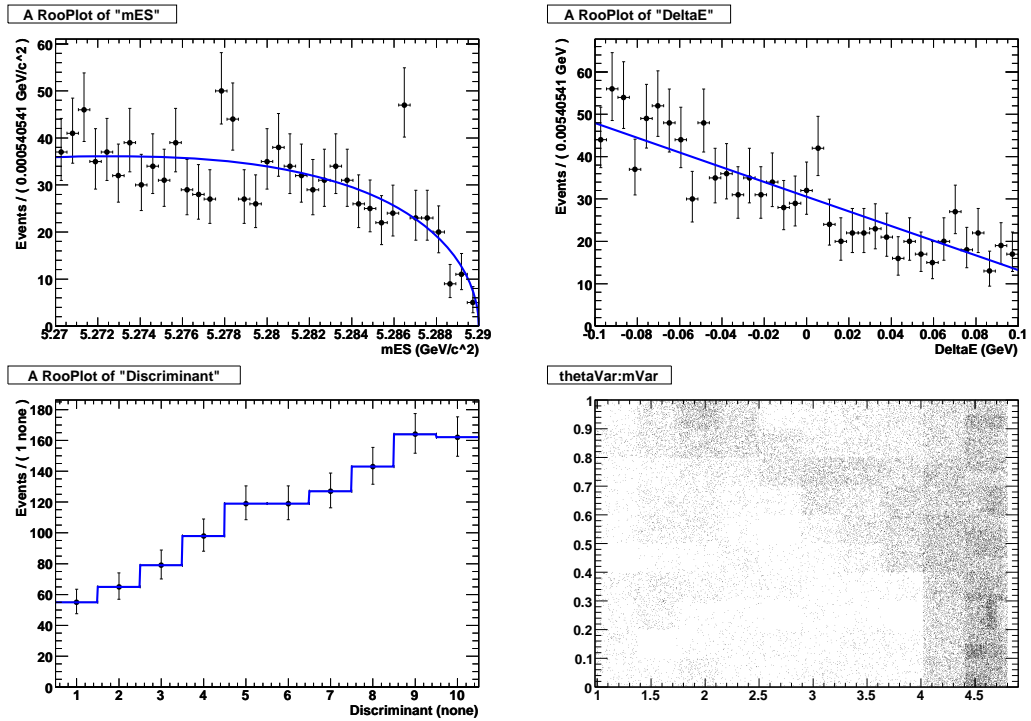 A RooPlot of "mES"
Events / ( 0.000540541 GeV/c^2 )
60
50
40
30
20
10
0
5.27 5.272 5.274 5.276 5.278 5.28 5.282 5.284 5.286 5.288 5.29
mES (GeV/c^2)
A RooPlot of "DeltaE"
Events / ( 0.00540541 GeV )
60
50
40
30
20
10
0
-0.1 -0.08 -0.06 -0.04 -0.02 0 0.02 0.04 0.06 0.08 0.1
DeltaE (GeV)
A RooPlot of "Discriminant"
Events / ( 1 none )
180
160
140
120
100
80
60
40
20
0
1 2 3 4 5 6 7 8 9 10
Discriminant (none)
thetaVar:mVar
1
0.9
0.8
0.7
0.6
0.5
0.4
0.3
0.2
0.1
0
1 1.5 2 2.5 3 3.5 4 4.5